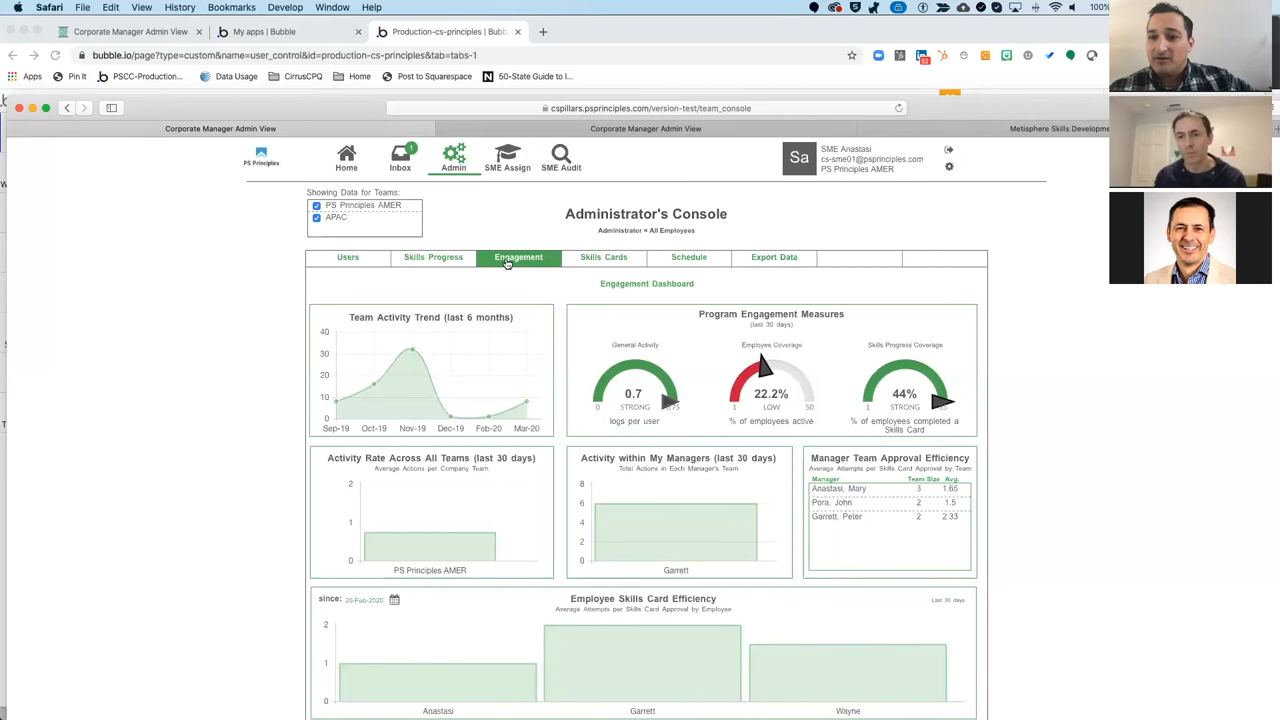 Safari File Edit View History Bookmarks Develop Window Help 100%
Corporate Manager Admin View
My apps | Bubble
Production-cs-principles | Bubb
bubble.io/page?type=custom&name=user_control&id=production-cs-principles&tab=tabs-1
Apps Pin It PSCC-Production... Data Usage CirrusCPQ Home Post to Squarespace 50-State Guide to I...
cspillars.psprinciples.com/version-test/team_console
Corporate Manager Admin View
Corporate Manager Admin View
Metisphere Skills Developme
PS Principles
Home
Inbox
1
Admin
SME Assign
SME Audit
Sa
SME Anastasi
cs-sme01@psprinciples.com
PS Principles AMER
Showing Data for Teams:
PS Principles AMER
APAC
Administrator's Console
Administrator = All Employees
Users
Skills Progress
Engagement
Skills Cards
Schedule
Export Data
Engagement Dashboard
Team Activity Trend (last 6 months)
40
30
20
10
0
Sep-19 Oct-19 Nov-19 Dec-19 Feb-20 Mar-20
Program Engagement Measures
(last 30 days)
General Activity
0.7
0 STRONG 0.75
logs per user
Employee Coverage
22.2%
1 LOW 50
% of employees active
Skills Progress Coverage
44%
1 STRONG
% of employees completed a
Skills Card
Activity Rate Across All Teams (last 30 days)
Average Actions per Company Team
2
1
0
PS Principles AMER
Activity within My Managers (last 30 days)
Total Actions in Each Manager's Team
8
6
4
2
0
Garrett
Manager Team Approval Efficiency
Average Attempts per Skills Card Approval by Team
Manager Team Size Avg.
Anastasi, Mary 3 1.65
Pora, John 2 1.5
Garrett, Peter 2 2.33
since: 26-Feb-2020
Employee Skills Card Efficiency
Average Attempts per Skills Card Approval by Employee
Last 30 days
2
1
0
Anastasi
Garrett
Wayne